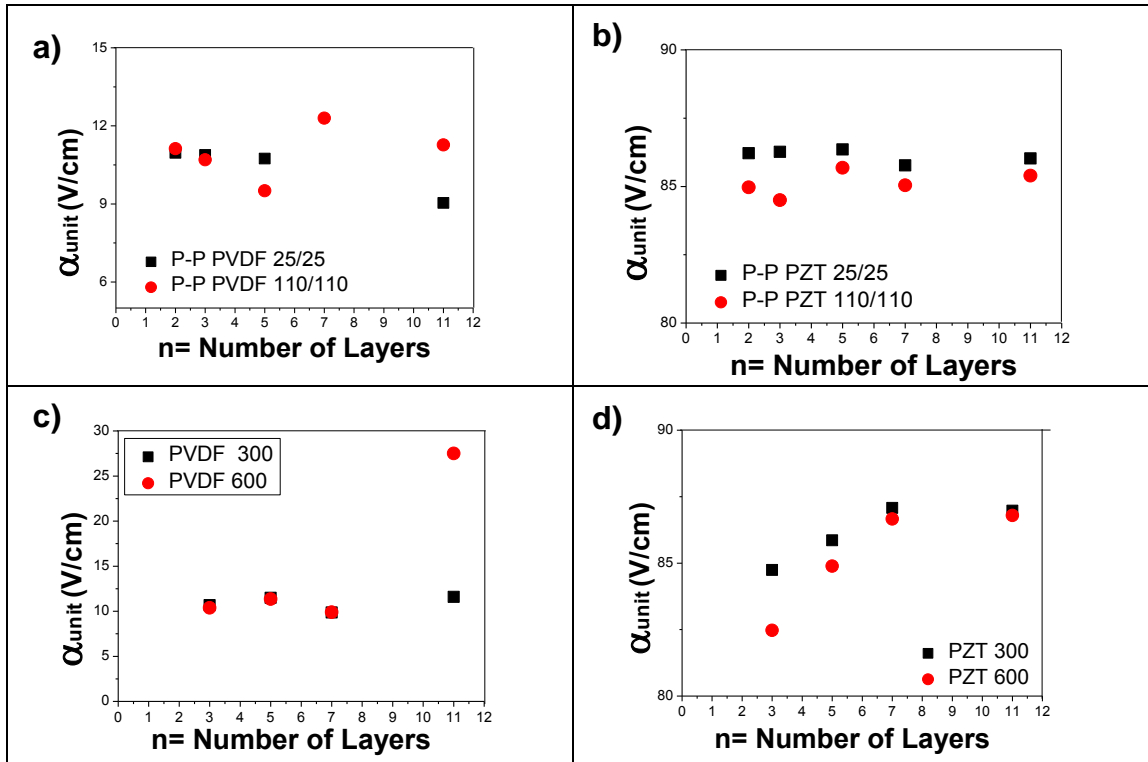 a)
15
12
9
6
αunit (V/cm)
P-P PVDF 25/25
P-P PVDF 110/110
0 1 2 3 4 5 6 7 8 9 10 11 12
n= Number of Layers
b)
90
85
80
αunit (V/cm)
P-P PZT 25/25
P-P PZT 110/110
0 1 2 3 4 5 6 7 8 9 10 11 12
n= Number of Layers
c)
30
25
20
15
10
5
0
αunit (V/cm)
PVDF 300
PVDF 600
0 1 2 3 4 5 6 7 8 9 10 11 12
n= Number of Layers
d)
90
85
80
αunit (V/cm)
PZT 300
PZT 600
0 1 2 3 4 5 6 7 8 9 10 11 12
n= Number of Layers